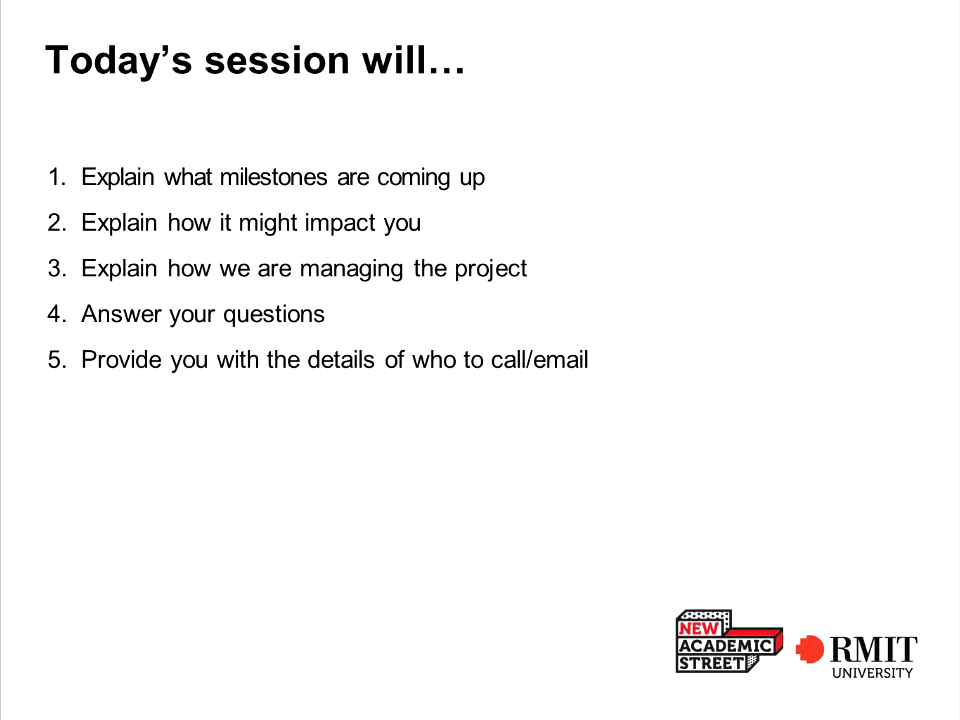 Today’s session will…
1. Explain what milestones are coming up
2. Explain how it might impact you
3. Explain how we are managing the project
4. Answer your questions
5. Provide you with the details of who to call/email
NEW
ACADEMIC
STREET
RMIT
UNIVERSITY